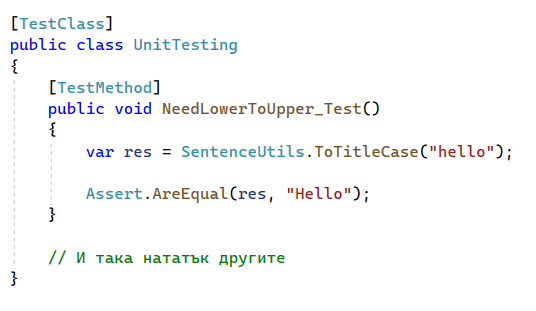 [TestClass]
public class UnitTesting
{
[TestMethod]
public void NeedLowerToUpper_Test()
{
var res = SentenceUtils.ToTitleCase("hello");
Assert.AreEqual(res, "Hello");
}
// И така нататък другите
}